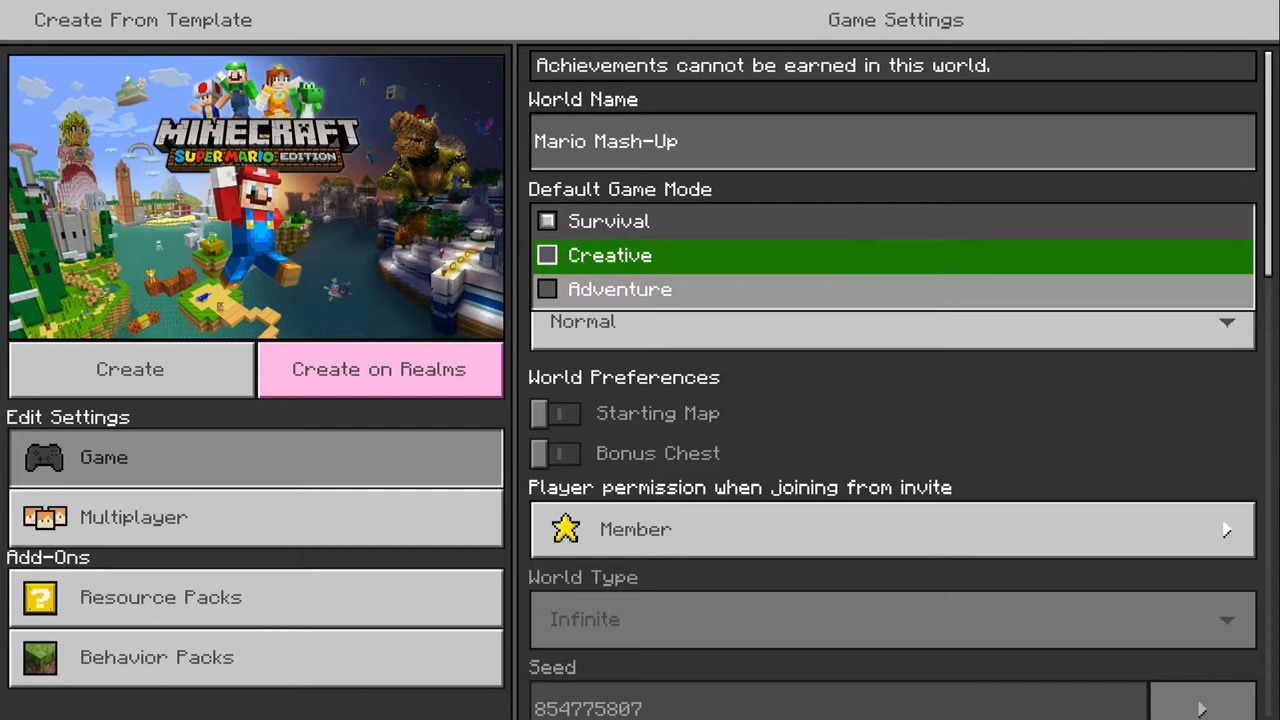 Create From Template
Game Settings
MINECRAFT
SUPER MARIO EDITION
Create
Create on Realms
Edit Settings
Game
Multiplayer
Add-Ons
Resource Packs
Behavior Packs
Achievements cannot be earned in this world.
World Name
Mario Mash-Up
Default Game Mode
Survival
Creative
Adventure
Normal
World Preferences
Starting Map
Bonus Chest
Player permission when joining from invite
Member
World Type
Infinite
Seed
854775807